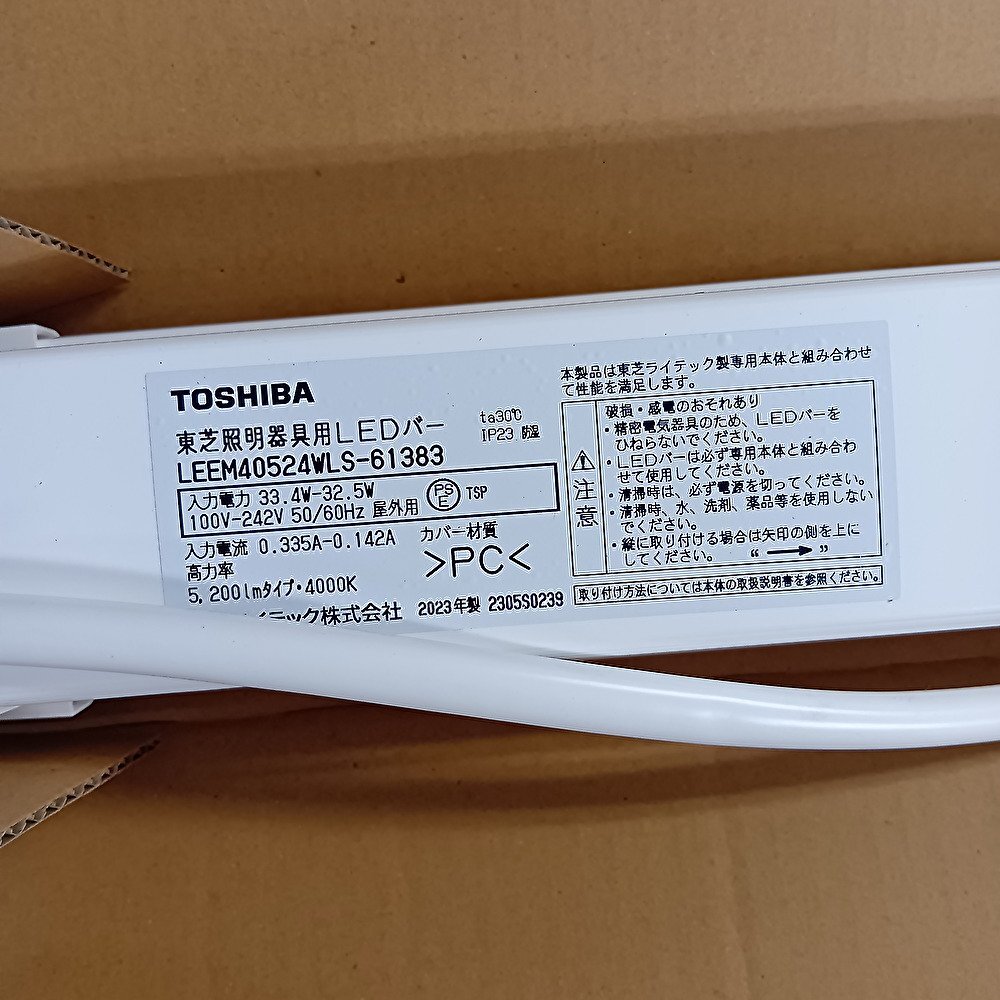 TOSHIBA
東芝照明器具用LEDバー
LEEM40524WLS-61383
ta30℃
IP23 防湿
入力電力 33.4W-32.5W
100V-242V 50/60Hz 屋外用
PS
E
TSP
入力電流 0.335A-0.142A
高力率
5,200lmタイプ・4000K
カバー材質
>PC<
イテック株式会社 2023年製 2305S0239
本製品は東芝ライテック製専用本体と組み合わせ
て性能を満足します。
注
意
破損・感電のおそれあり
・精密電気器具のため、LEDバーを
ひねらないでください。
・LEDバーは必ず専用本体と組み合わ
せて使用してください。
・清掃時は、必ず電源を切ってください。
・清掃時、水、洗剤、薬品等を使用しない
でください。
・縦に取り付ける場合は矢印の側を上に
してください。 “ → ”
取り付け方法については本体の取扱説明書を参照ください。